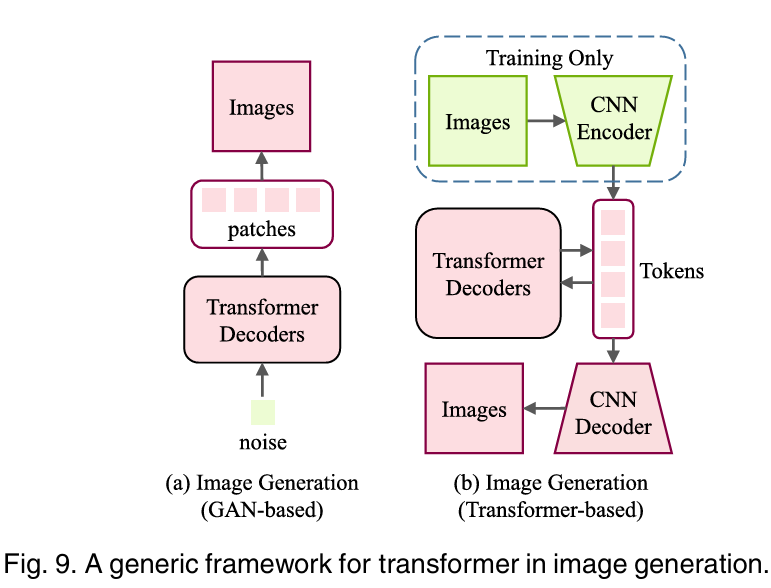 Images
patches
Transformer
Decoders
noise
(a) Image Generation
(GAN-based)
Training Only
Images
CNN
Encoder
Transformer
Decoders
Tokens
Images
CNN
Decoder
(b) Image Generation
(Transformer-based)
Fig. 9. A generic framework for transformer in image generation.